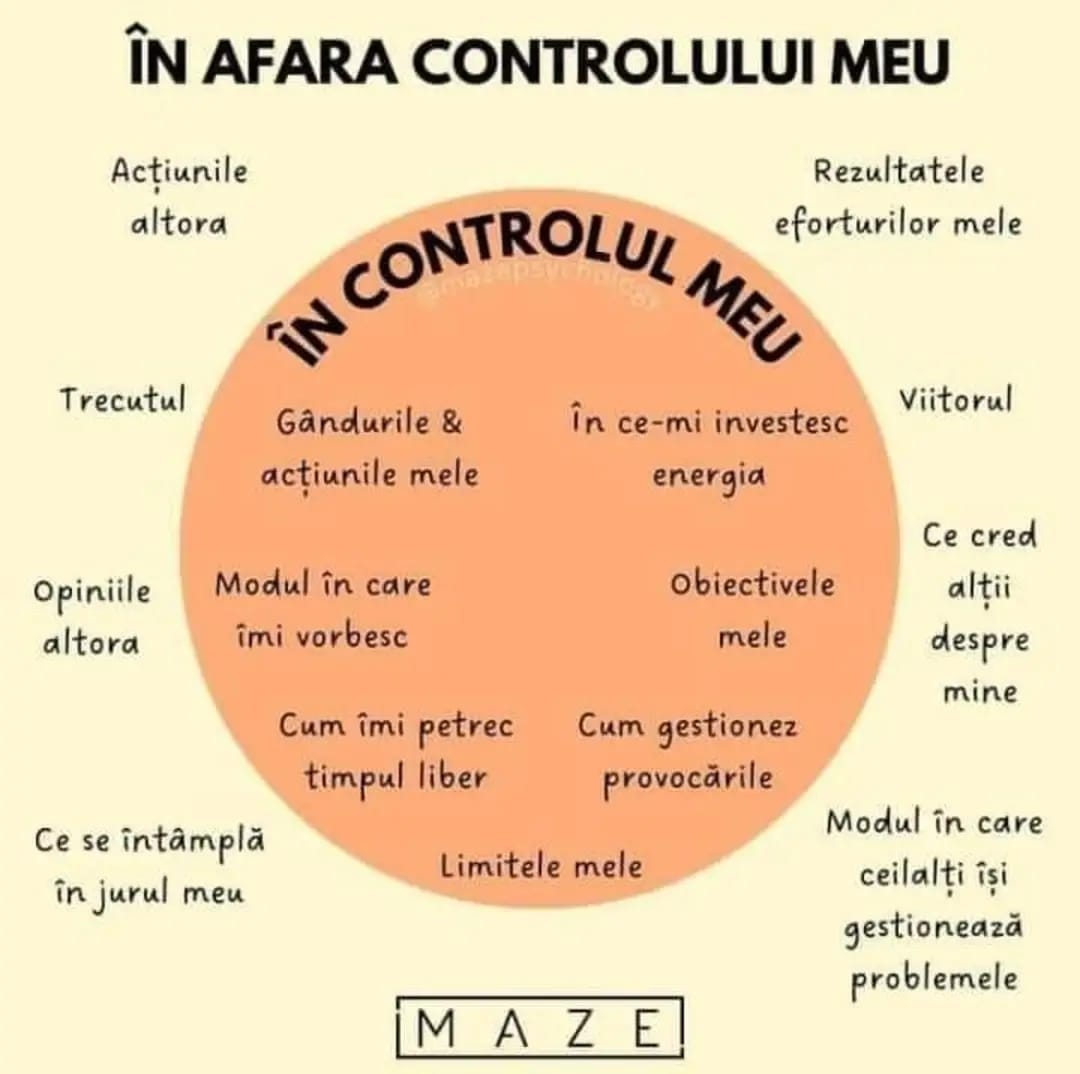 ÎN AFARA CONTROLULUI MEU
Acțiunile
altora
Rezultatele
eforturilor mele
ÎN CONTROLUL MEU
@mazepsychology
Trecutul
Viitorul
Gândurile &
acțiunile mele
În ce-mi investesc
energia
Opiniile
altora
Modul în care
îmi vorbesc
Obiectivele
mele
Ce cred
alții
despre
mine
Cum îmi petrec
timpul liber
Cum gestionez
provocările
Ce se întâmplă
în jurul meu
Limitele mele
Modul în care
ceilalți își
gestionează
problemele
MAZE